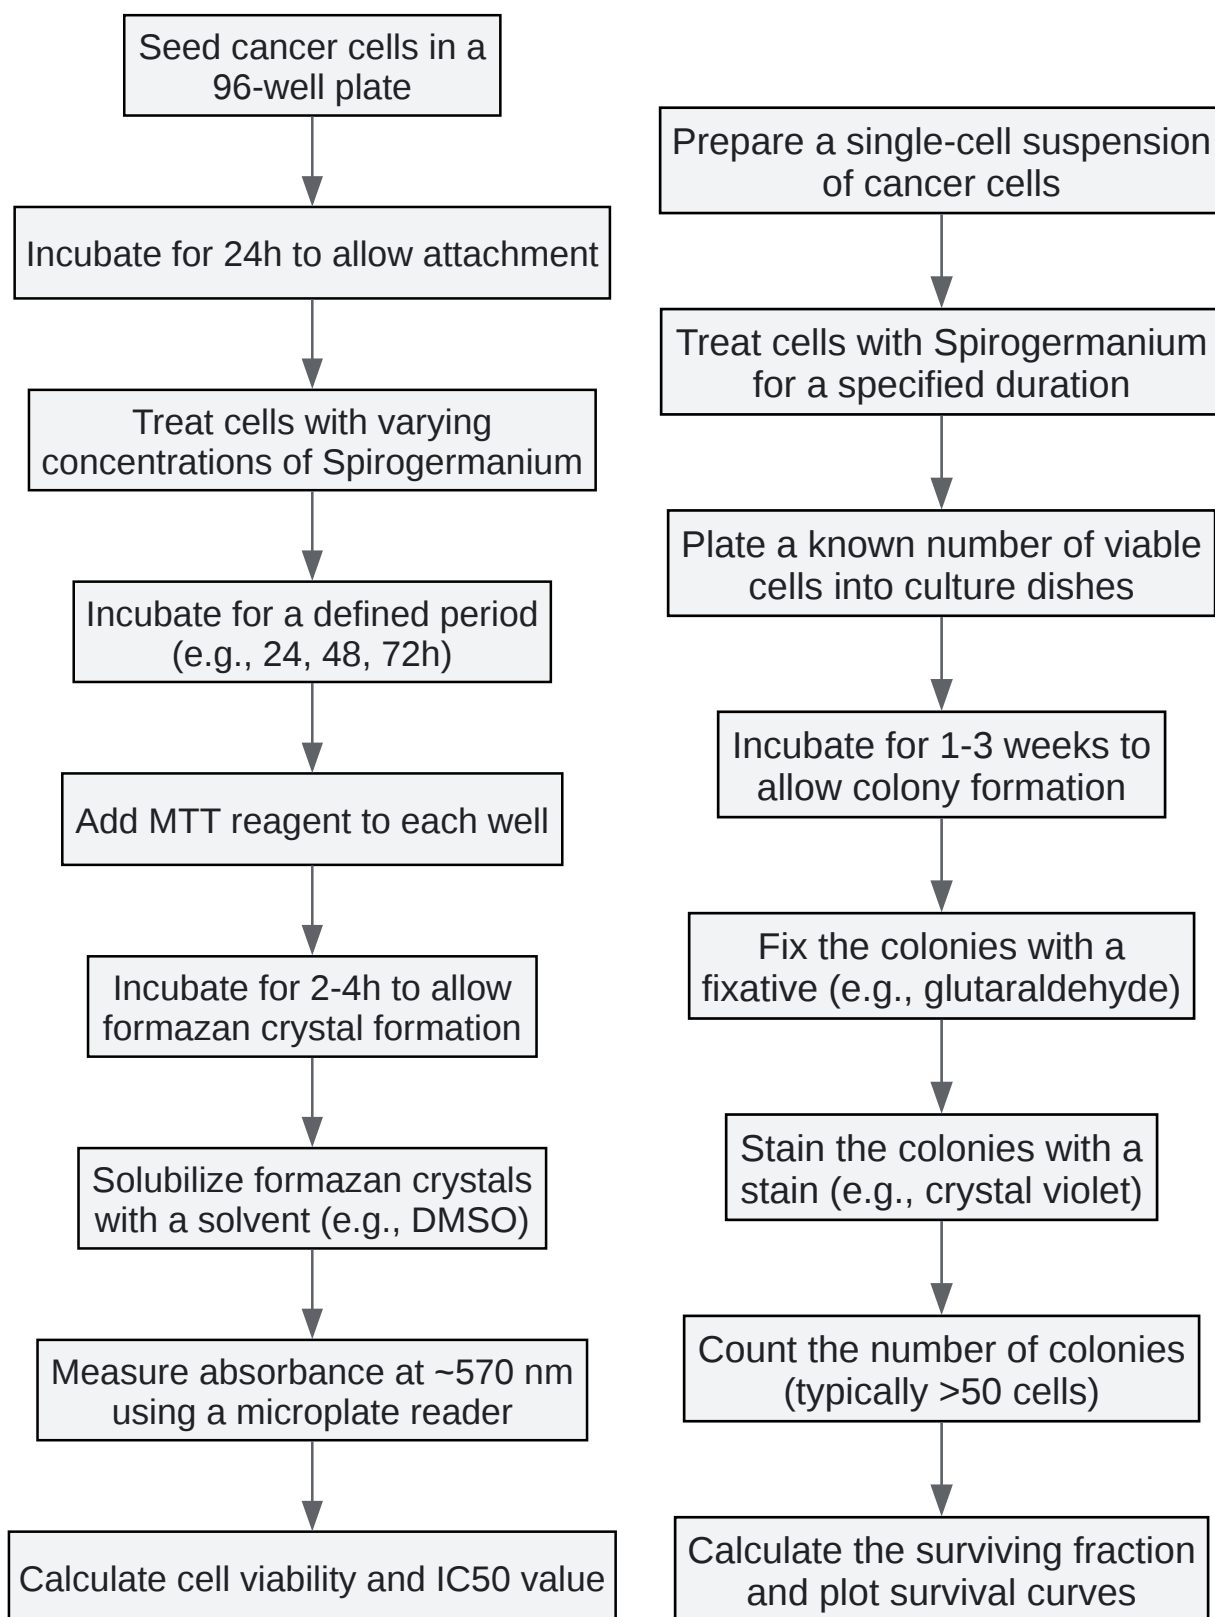 Seed cancer cells in a
96-well plate
Incubate for 24h to allow attachment
Treat cells with varying
concentrations of Spirogermanium
Incubate for a defined period
(e.g., 24, 48, 72h)
Add MTT reagent to each well
Incubate for 2-4h to allow
formazan crystal formation
Solubilize formazan crystals
with a solvent (e.g., DMSO)
Measure absorbance at ~570 nm
using a microplate reader
Calculate cell viability and IC50 value
Prepare a single-cell suspension
of cancer cells
Treat cells with Spirogermanium
for a specified duration
Plate a known number of viable
cells into culture dishes
Incubate for 1-3 weeks to
allow colony formation
Fix the colonies with a
fixative (e.g., glutaraldehyde)
Stain the colonies with a
stain (e.g., crystal violet)
Count the number of colonies
(typically >50 cells)
Calculate the surviving fraction
and plot survival curves